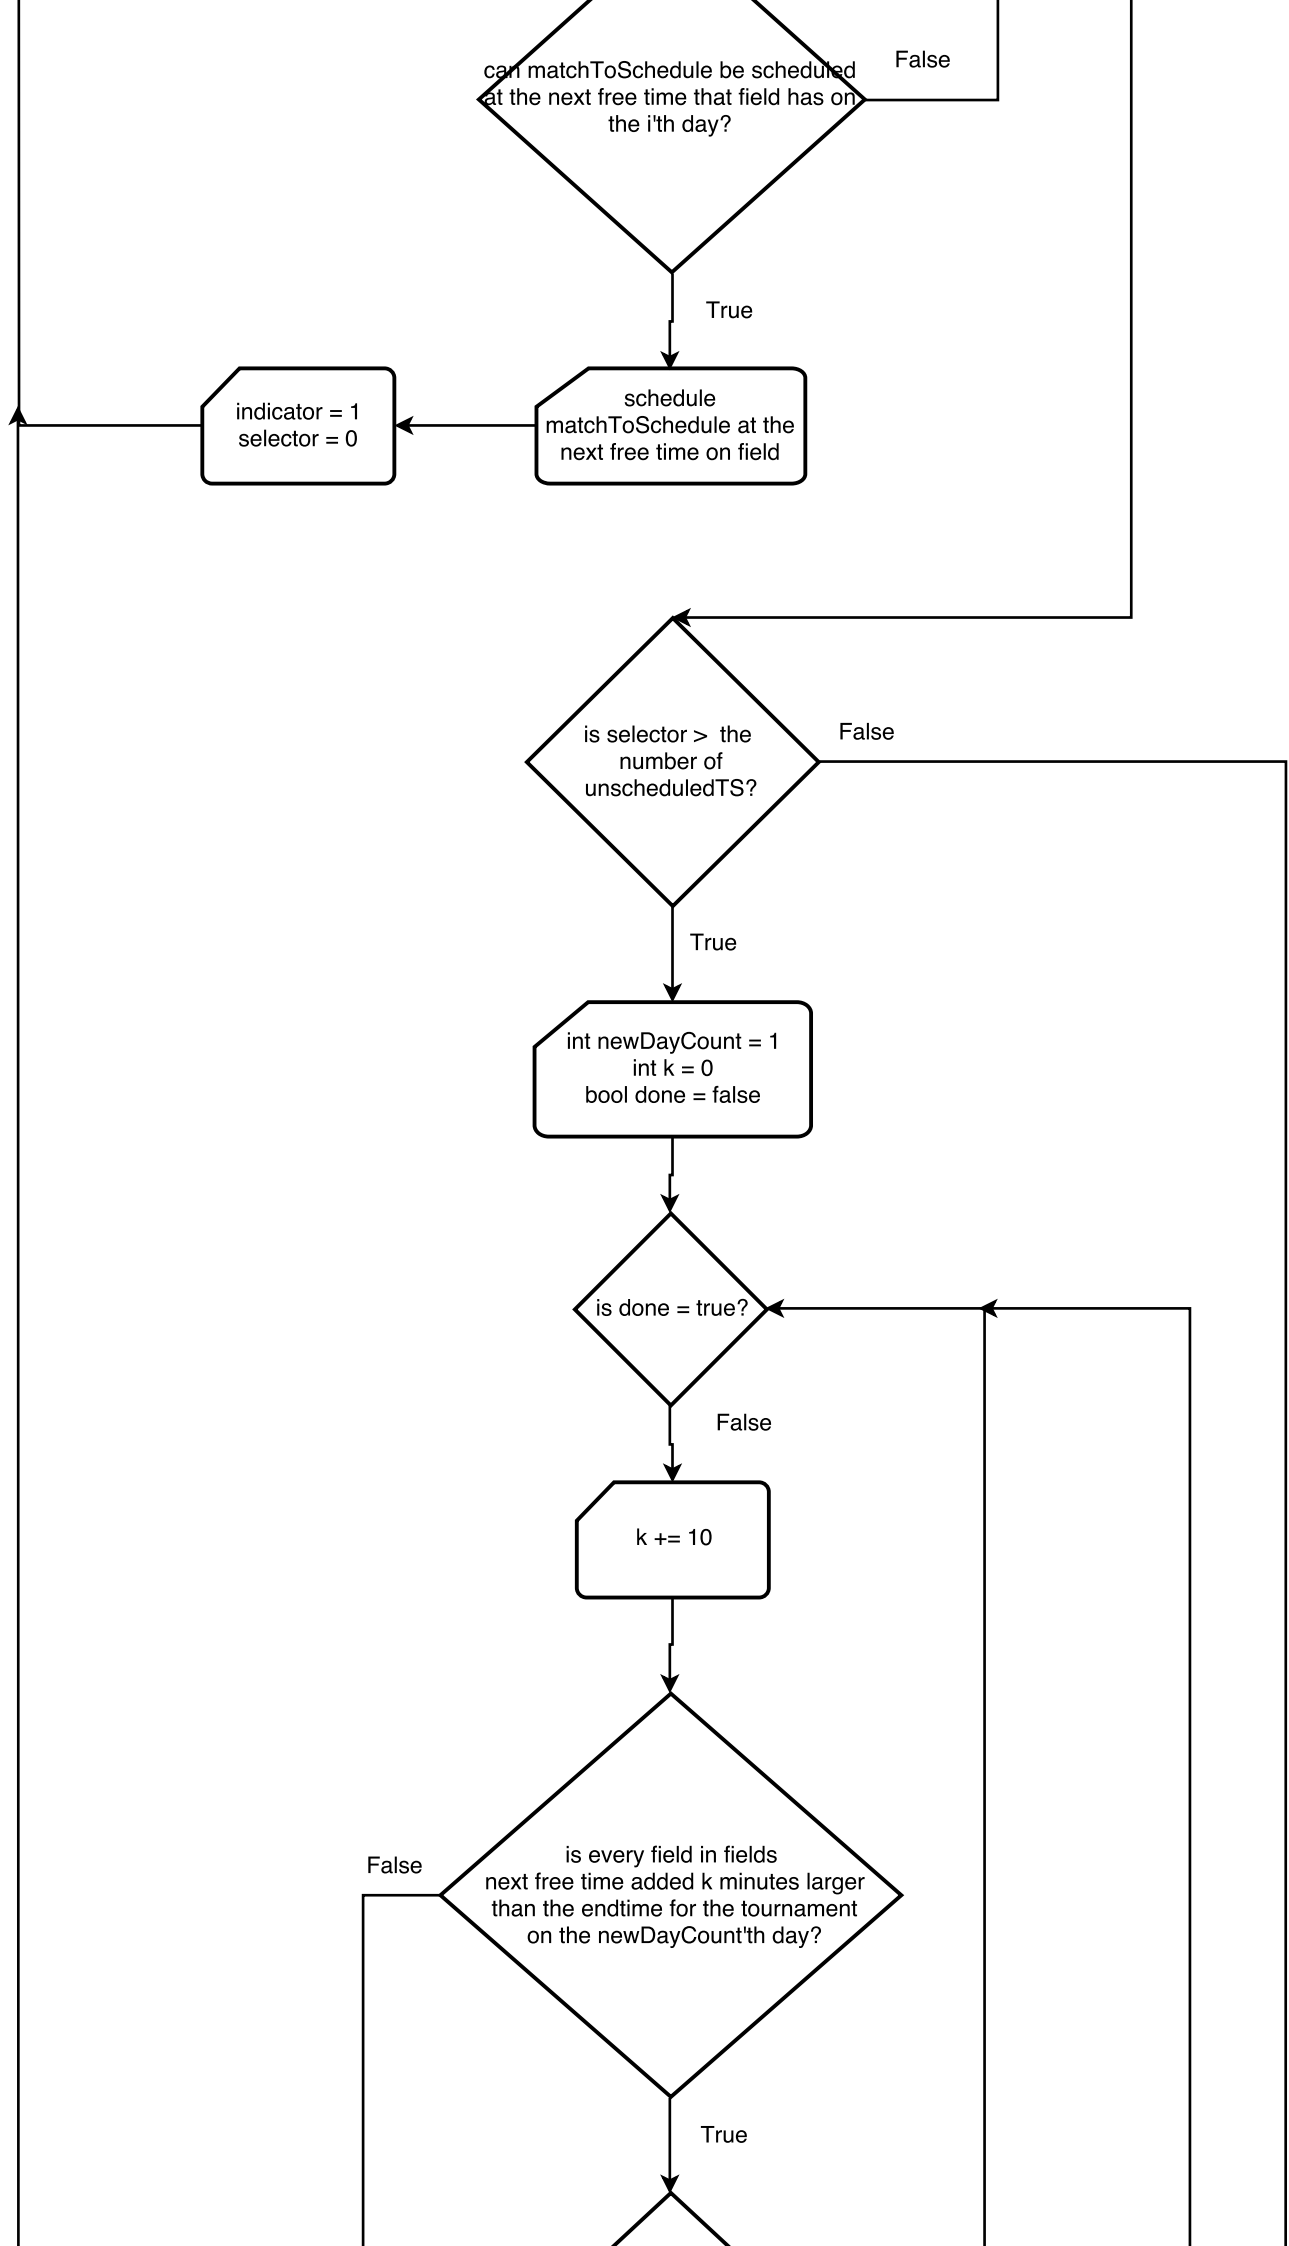 False
can matchToSchedule be scheduled
at the next free time that field has on
the i'th day?
True
indicator = 1
selector = 0
schedule
matchToSchedule at the
next free time on field
is selector >  the
number of
unscheduledTS?
False
True
int newDayCount = 1
int k = 0
bool done = false
is done = true?
False
k += 10
False
is every field in fields
next free time added k minutes larger
than the endtime for the tournament
on the newDayCount'th day?
True